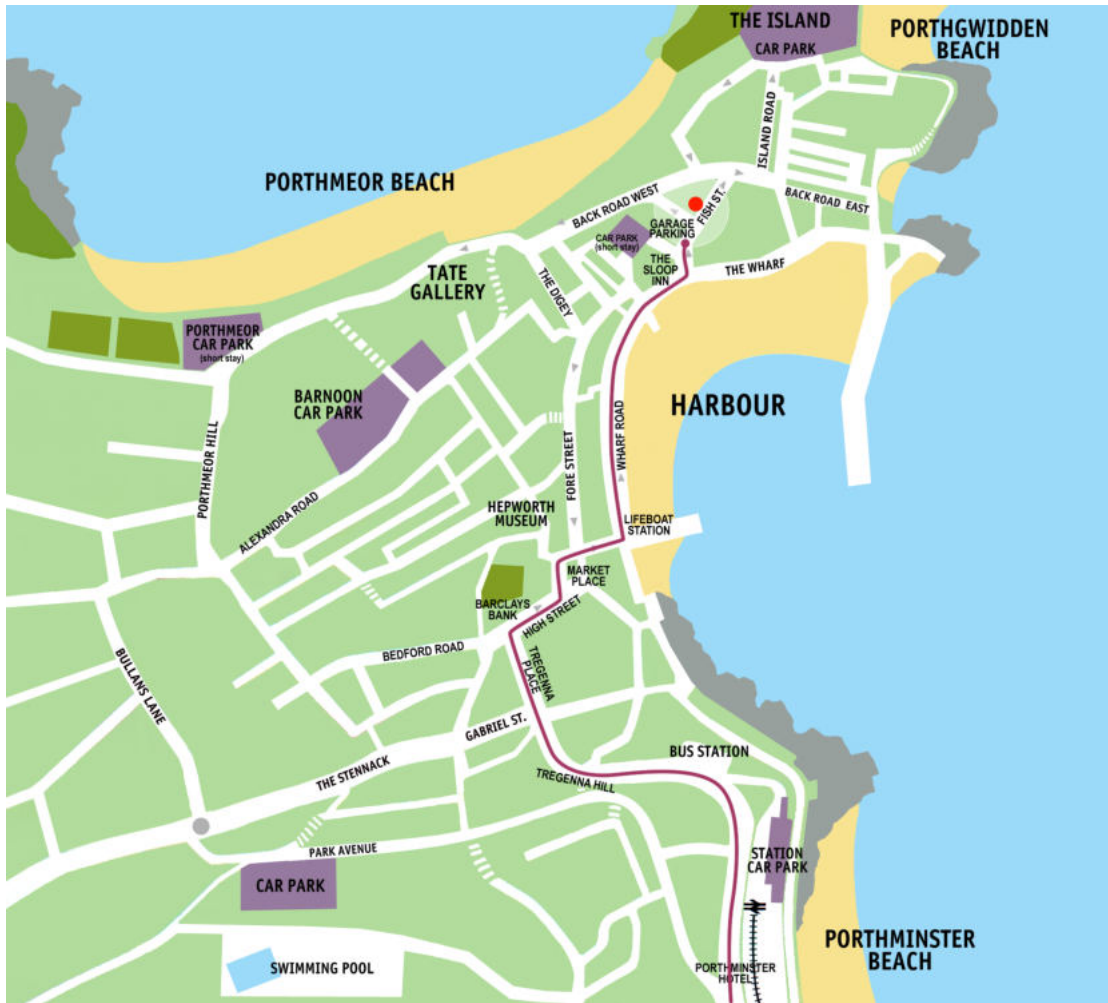 THE ISLAND
CAR PARK
PORTHGWIDDEN
BEACH
ISLAND ROAD
PORTHMEOR BEACH
BACK ROAD WEST
BACK ROAD EAST
FISH ST.
GARAGE
PARKING
CAR PARK
(short stay)
THE
SLOOP
INN
THE WHARF
TATE
GALLERY
THE DIGEY
PORTHMEOR
CAR PARK
(short stay)
BARNOON
CAR PARK
HARBOUR
WHARF ROAD
FORE STREET
PORTHMEOR HILL
ALEXANDRA ROAD
HEPWORTH
MUSEUM
LIFEBOAT
STATION
MARKET
PLACE
BARCLAYS
BANK
HIGH STREET
BEDFORD ROAD
TREGENNA
PLACE
BULLANS LANE
GABRIEL ST.
THE STENNACK
BUS STATION
TREGENNA HILL
PARK AVENUE
STATION
CAR PARK
CAR PARK
PORTHMINSTER
BEACH
SWIMMING POOL
PORTHMINSTER
HOTEL